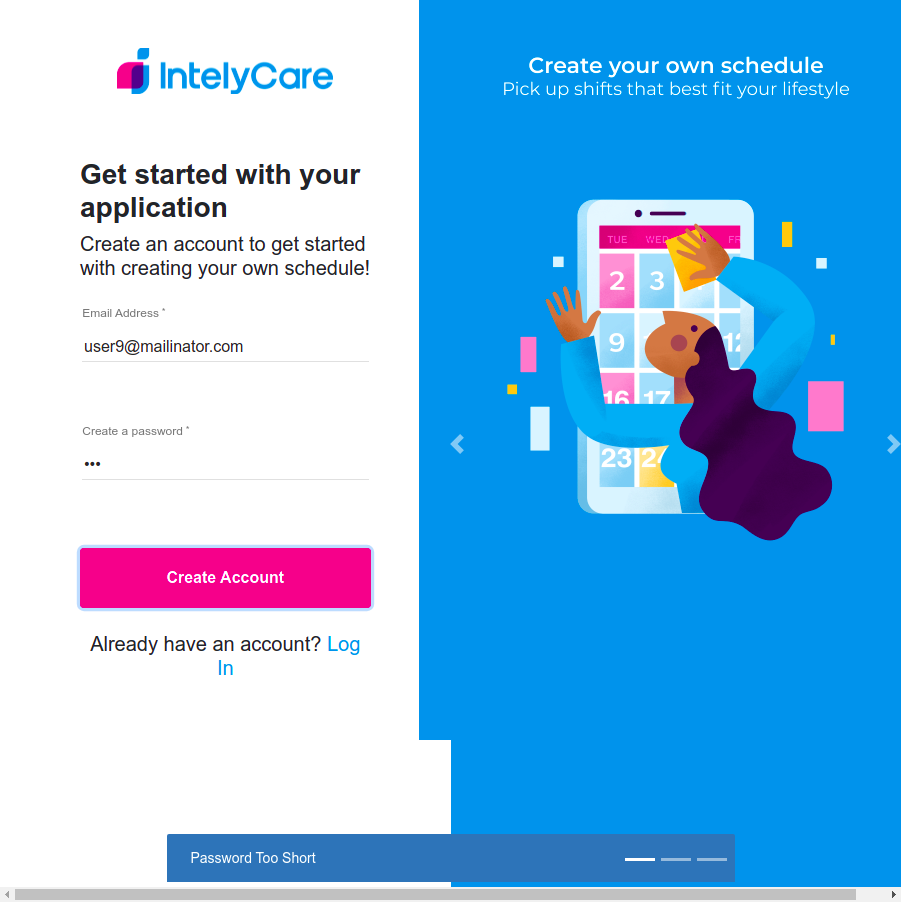 IntelyCare
Get started with your
application
Create an account to get started
with creating your own schedule!
Email Address *
user9@mailinator.com
Create a password *
•••
Create Account
Already have an account? Log
In
Create your own schedule
Pick up shifts that best fit your lifestyle
TUE WED FR
2 3
9 12
16 17
23 24
Password Too Short